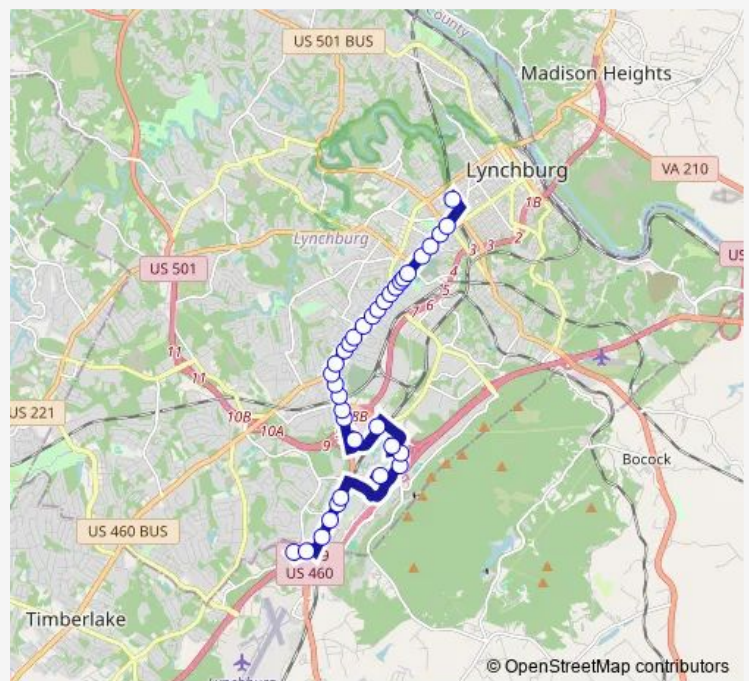 US 501 BUS
County
Madison Heights
Lynchburg
VA 210
1B
Lynchburg
3
3
2
4
5
6
7
US 501
US
11
11
US 221
10B
10A
9
8B
Bocock
US 460 BUS
9
US 460
Timberlake
© OpenStreetMap contributors